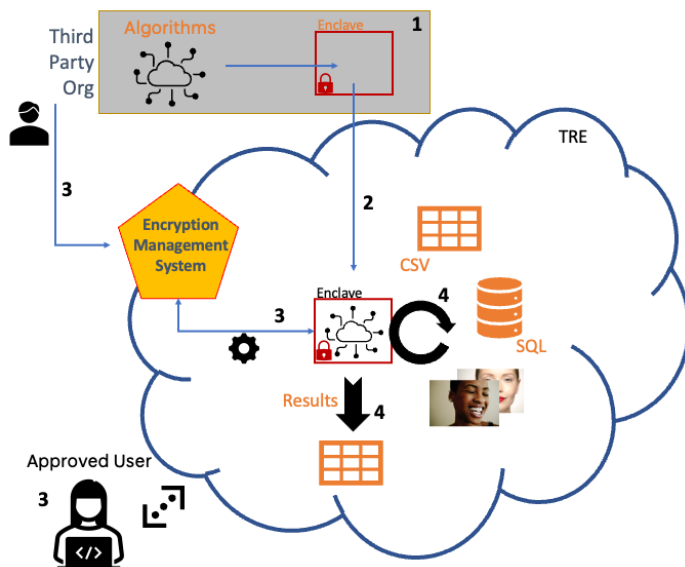 Third
Party
Org
Algorithms
Enclave
1
TRE
3
2
Encryption
Management
System
CSV
Enclave
3
4
SQL
Results
4
Approved User
3
</>